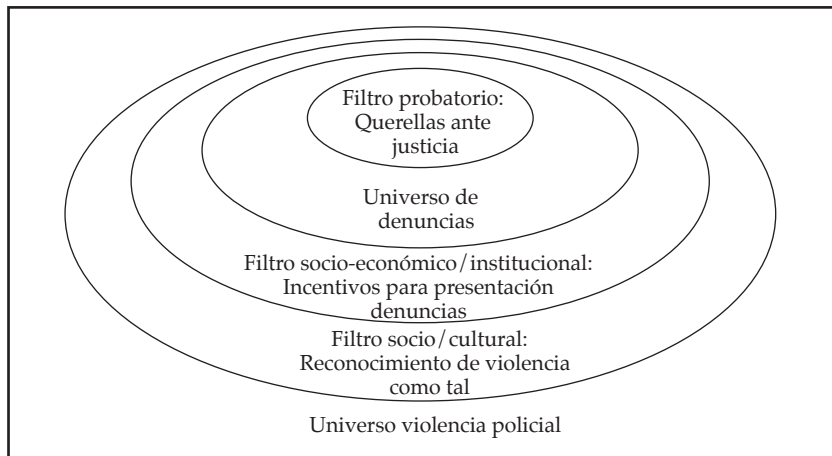 Filtro probatorio:
Querellas ante
justicia
Universo de
denuncias
Filtro socio-económico/institucional:
Incentivos para presentación
denuncias
Filtro socio/cultural:
Reconocimiento de violencia
como tal
Universo violencia policial